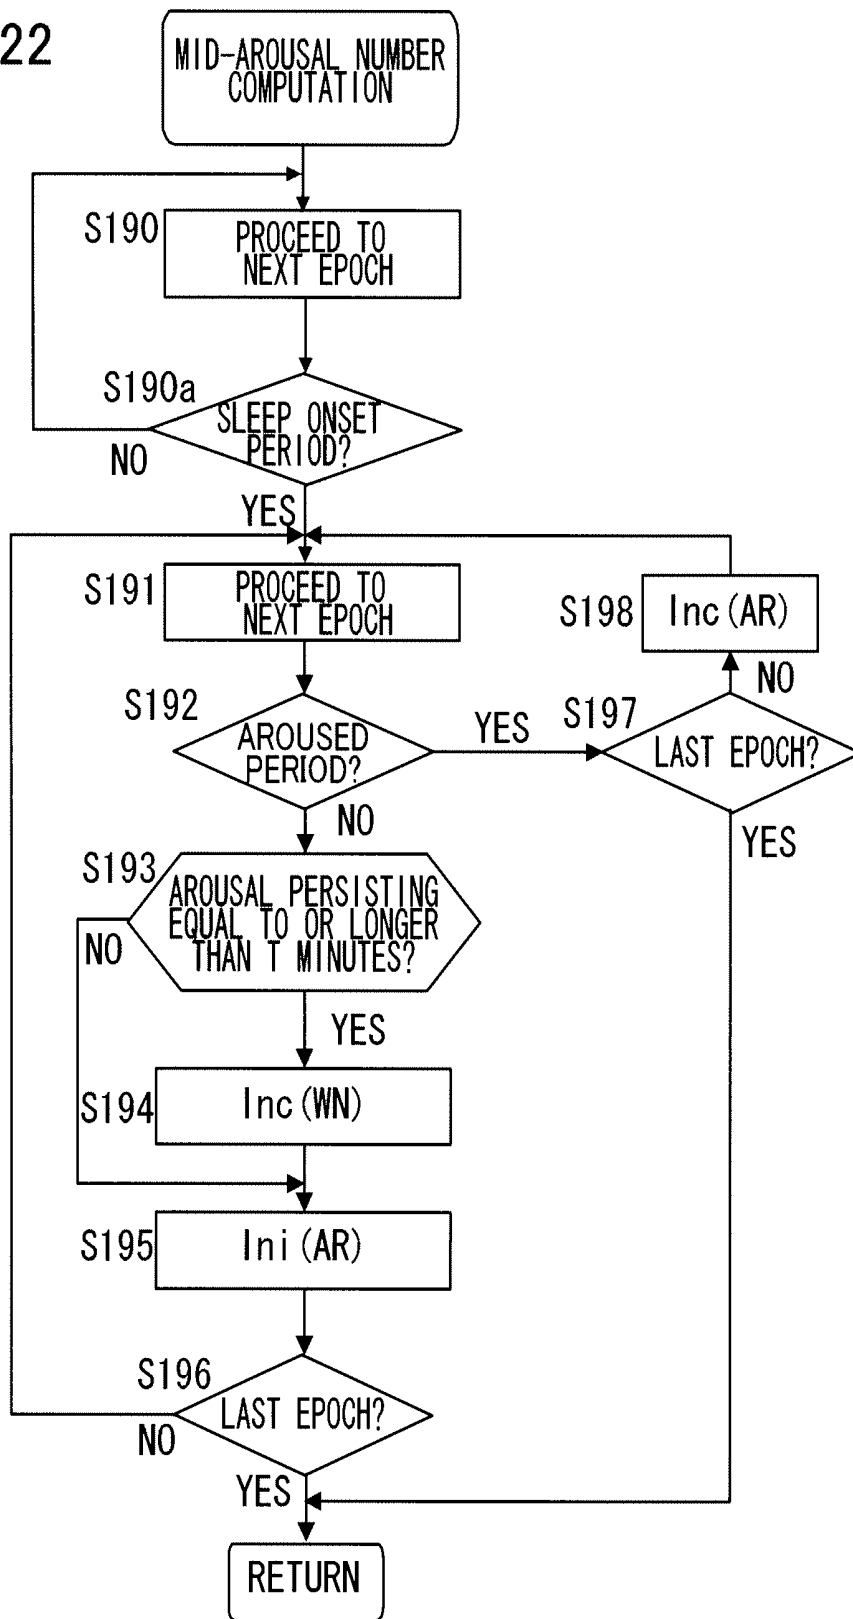 22
MID-AROUSAL NUMBER
COMPUTATION
S190
PROCEED TO
NEXT EPOCH
S190a
SLEEP ONSET
PERIOD?
NO
YES
S191
PROCEED TO
NEXT EPOCH
S198
Inc(AR)
NO
S192
AROUSED
PERIOD?
YES
S197
LAST EPOCH?
NO
YES
S193
AROUSAL PERSISTING
EQUAL TO OR LONGER
THAN T MINUTES?
NO
YES
S194
Inc(WN)
S195
Ini(AR)
S196
LAST EPOCH?
NO
YES
RETURN